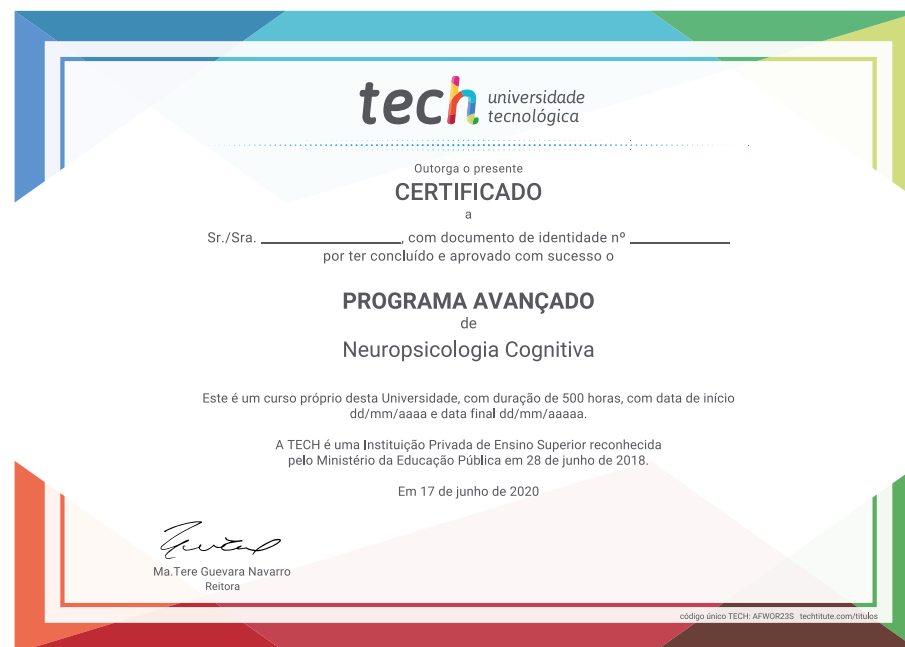 tech universidade
tecnológica
Outorga o presente
CERTIFICADO
a
Sr./Sra. ________________, com documento de identidade nº ____________
por ter concluído e aprovado com sucesso o
PROGRAMA AVANÇADO
de
Neuropsicologia Cognitiva
Este é um curso próprio desta Universidade, com duração de 500 horas, com data de início
dd/mm/aaaa e data final dd/mm/aaaaa.
A TECH é uma Instituição Privada de Ensino Superior reconhecida
pelo Ministério da Educação Pública em 28 de junho de 2018.
Em 17 de junho de 2020
Ma.Tere Guevara Navarro
Reitora
código único TECH: AFWOR23S techtitute.com/titulos